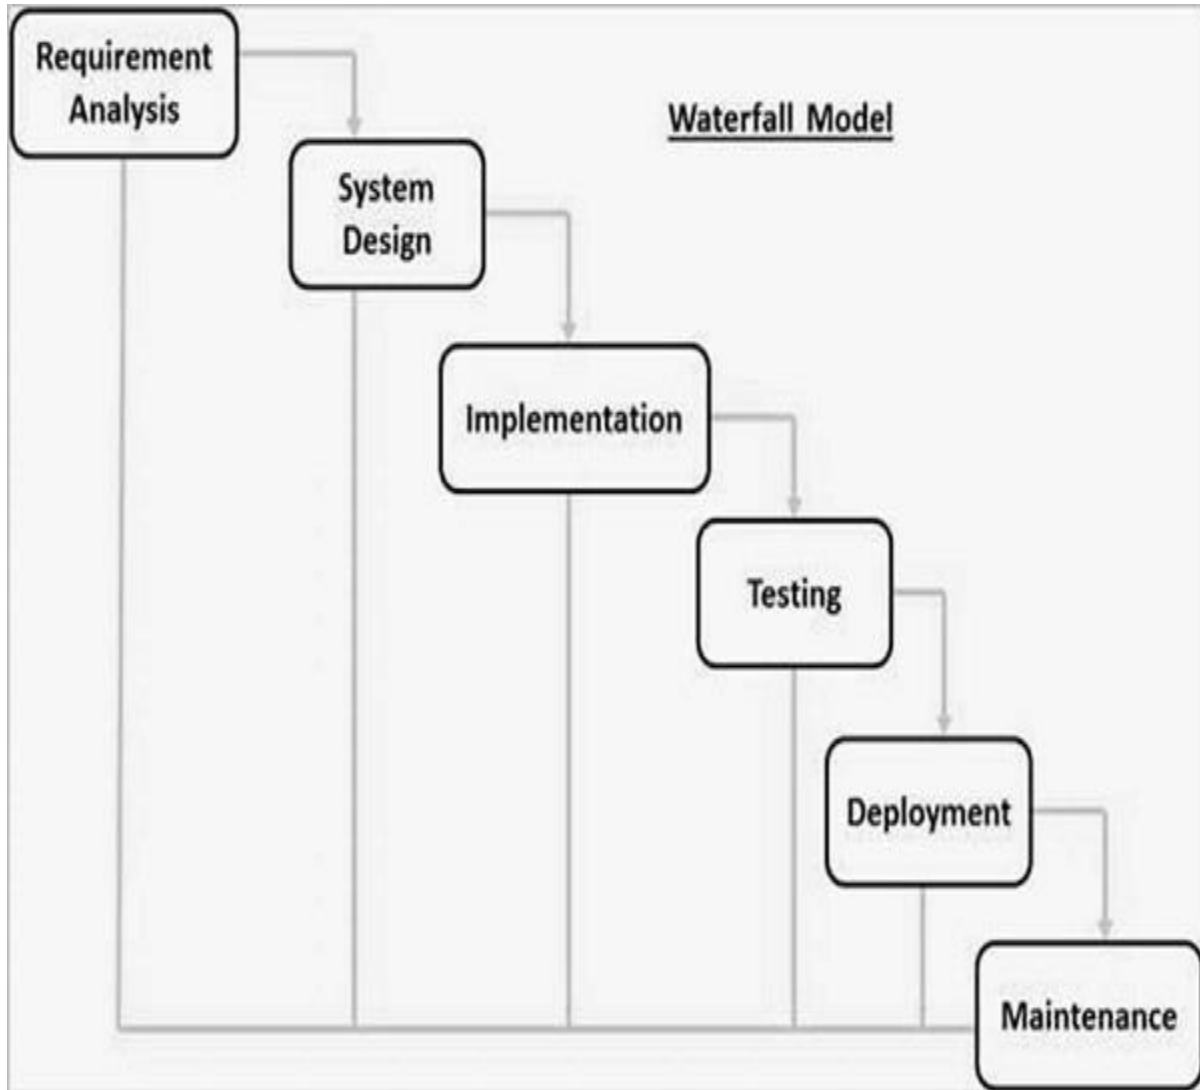 Requirement
Analysis
Waterfall Model
System
Design
Implementation
Testing
Deployment
Maintenance